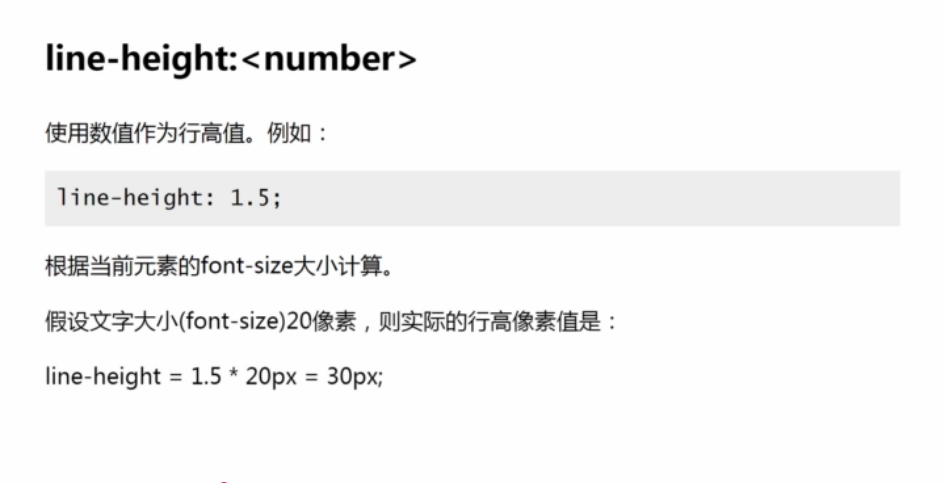 line-height:<number>
使用数值作为行高值。例如：
line-height: 1.5;
根据当前元素的font-size大小计算。
假设文字大小(font-size)20像素，则实际的行高像素值是：
line-height = 1.5 * 20px = 30px;